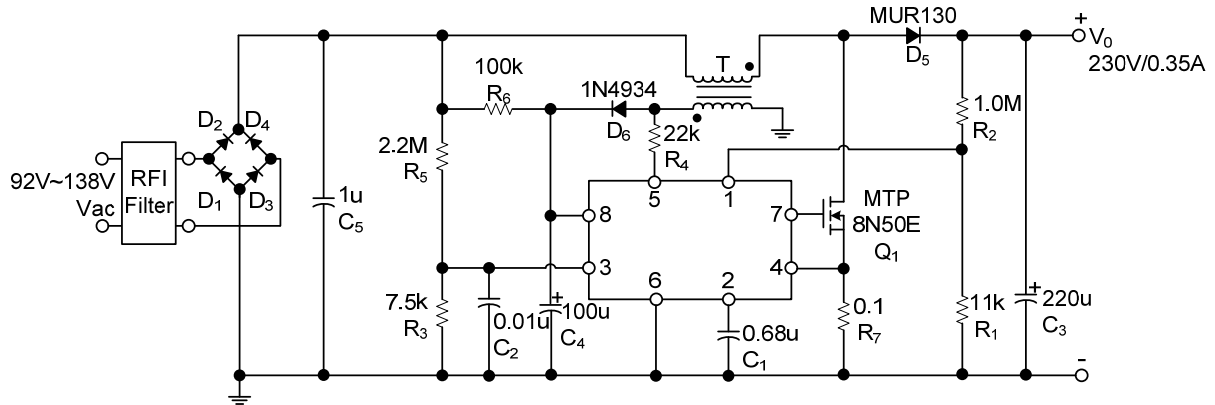 MUR130
D5
+
V0
230V/0.35A
T
100k
R6
1N4934
D6
22k
R4
1.0M
R2
D2
D4
D1
D3
92V~138V
Vac
RFI
Filter
2.2M
R5
1u
C5
5
1
8
7
3
4
6
2
MTP
8N50E
Q1
7.5k
R3
0.01u
C2
+
100u
C4
0.68u
C1
0.1
R7
11k
R1
+
220u
C3
-